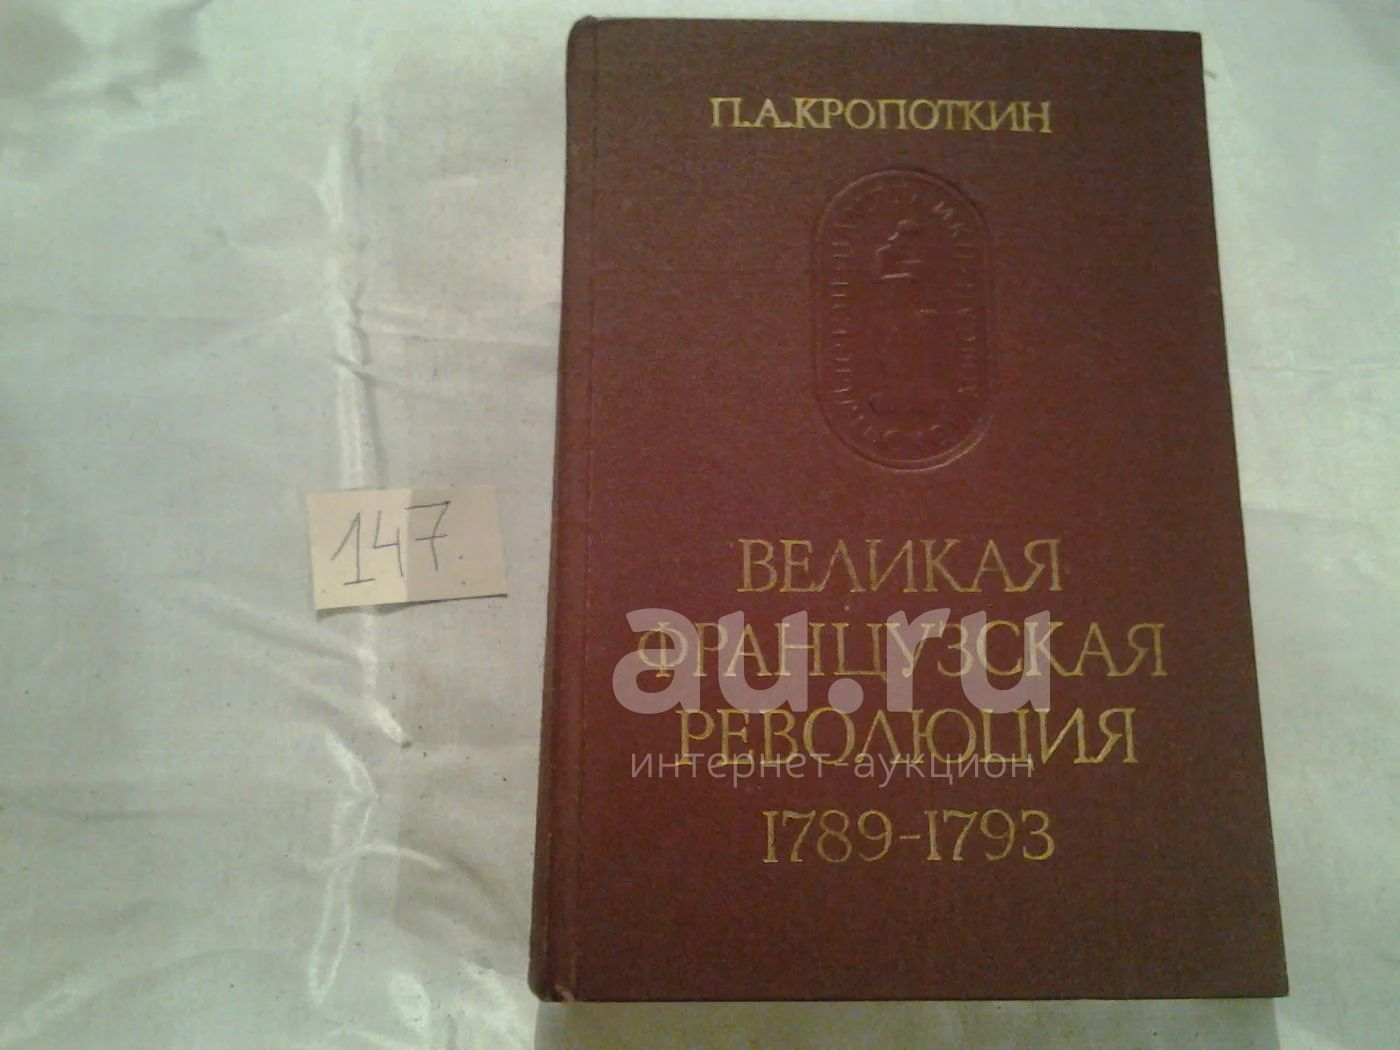 П.А.КРОПОТКИН
147.
ВЕЛИКАЯ
ФРАНЦУЗСКАЯ
РЕВОЛЮЦИЯ
1789-1793
au.ru
интернет-аукцион